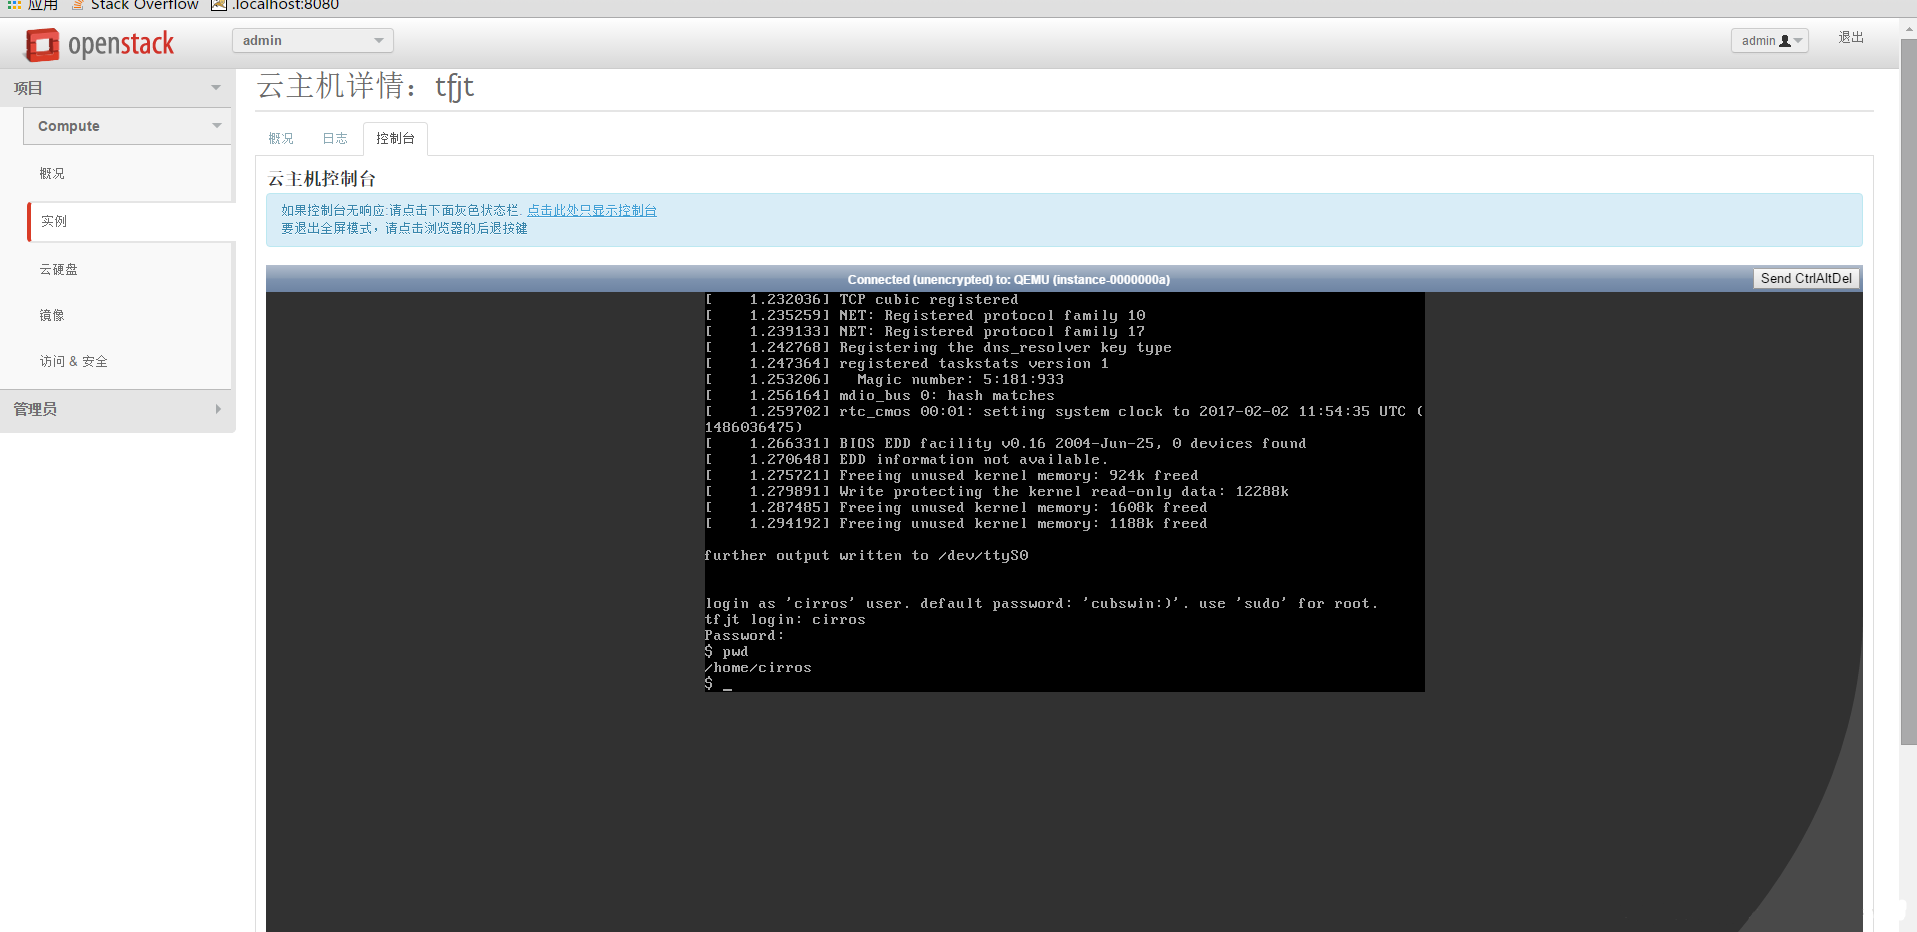 应用 Stack Overflow .localhost:8080
openstack admin admin 退出
项目
Compute
概况
实例
云硬盘
镜像
访问 & 安全
管理员
云主机详情：tfjt
概况 日志 控制台
云主机控制台
如果控制台无响应:请点击下面灰色状态栏. 点击此处只显示控制台
要退出全屏模式，请点击浏览器的后退按键
Connected (unencrypted) to: QEMU (instance-0000000a) Send CtrlAltDel
[    1.232036] TCP cubic registered
[    1.235259] NET: Registered protocol family 10
[    1.239133] NET: Registered protocol family 17
[    1.242768] Registering the dns_resolver key type
[    1.247364] registered taskstats version 1
[    1.253206]   Magic number: 5:181:933
[    1.256164] mdio_bus 0: hash matches
[    1.259702] rtc_cmos 00:01: setting system clock to 2017-02-02 11:54:35 UTC (
1486036475)
[    1.266331] BIOS EDD facility v0.16 2004-Jun-25, 0 devices found
[    1.270648] EDD information not available.
[    1.275721] Freeing unused kernel memory: 924k freed
[    1.279891] Write protecting the kernel read-only data: 12288k
[    1.287485] Freeing unused kernel memory: 1608k freed
[    1.294192] Freeing unused kernel memory: 1188k freed
further output written to /dev/ttyS0
login as 'cirros' user. default password: 'cubswin:)'. use 'sudo' for root.
tfjt login: cirros
Password:
$ pwd
/home/cirros
$ _